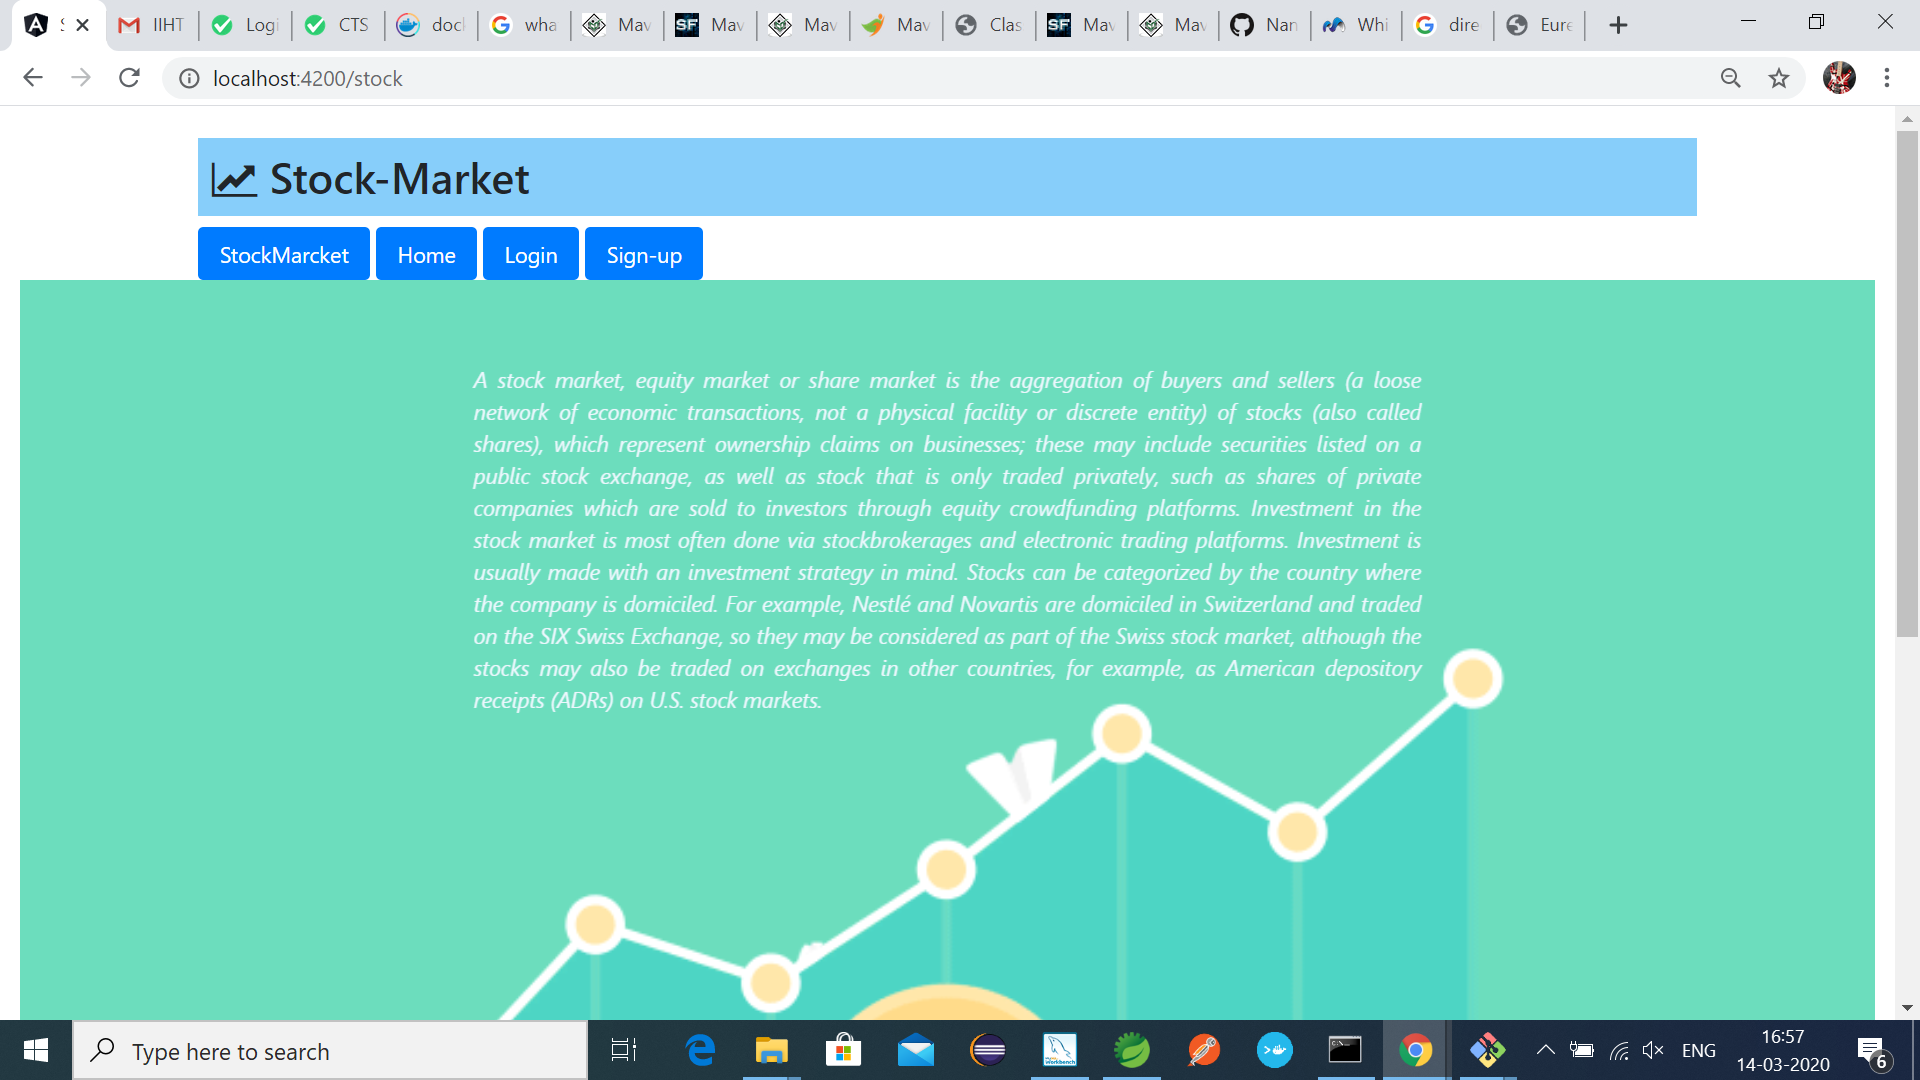 IIHT
Logi
CTS
doc
wha
Mav
Mav
Mav
Mav
Clas
Mav
Mav
Nan
Whi
dire
Eure
localhost:4200/stock
Stock-Market
StockMarcket
Home
Login
Sign-up
A stock market, equity market or share market is the aggregation of buyers and sellers (a loose
network of economic transactions, not a physical facility or discrete entity) of stocks (also called
shares), which represent ownership claims on businesses; these may include securities listed on a
public stock exchange, as well as stock that is only traded privately, such as shares of private
companies which are sold to investors through equity crowdfunding platforms. Investment in the
stock market is most often done via stockbrokerages and electronic trading platforms. Investment is
usually made with an investment strategy in mind. Stocks can be categorized by the country where
the company is domiciled. For example, Nestlé and Novartis are domiciled in Switzerland and traded
on the SIX Swiss Exchange, so they may be considered as part of the Swiss stock market, although the
stocks may also be traded on exchanges in other countries, for example, as American depository
receipts (ADRs) on U.S. stock markets.
Type here to search
ENG
16:57
14-03-2020
6